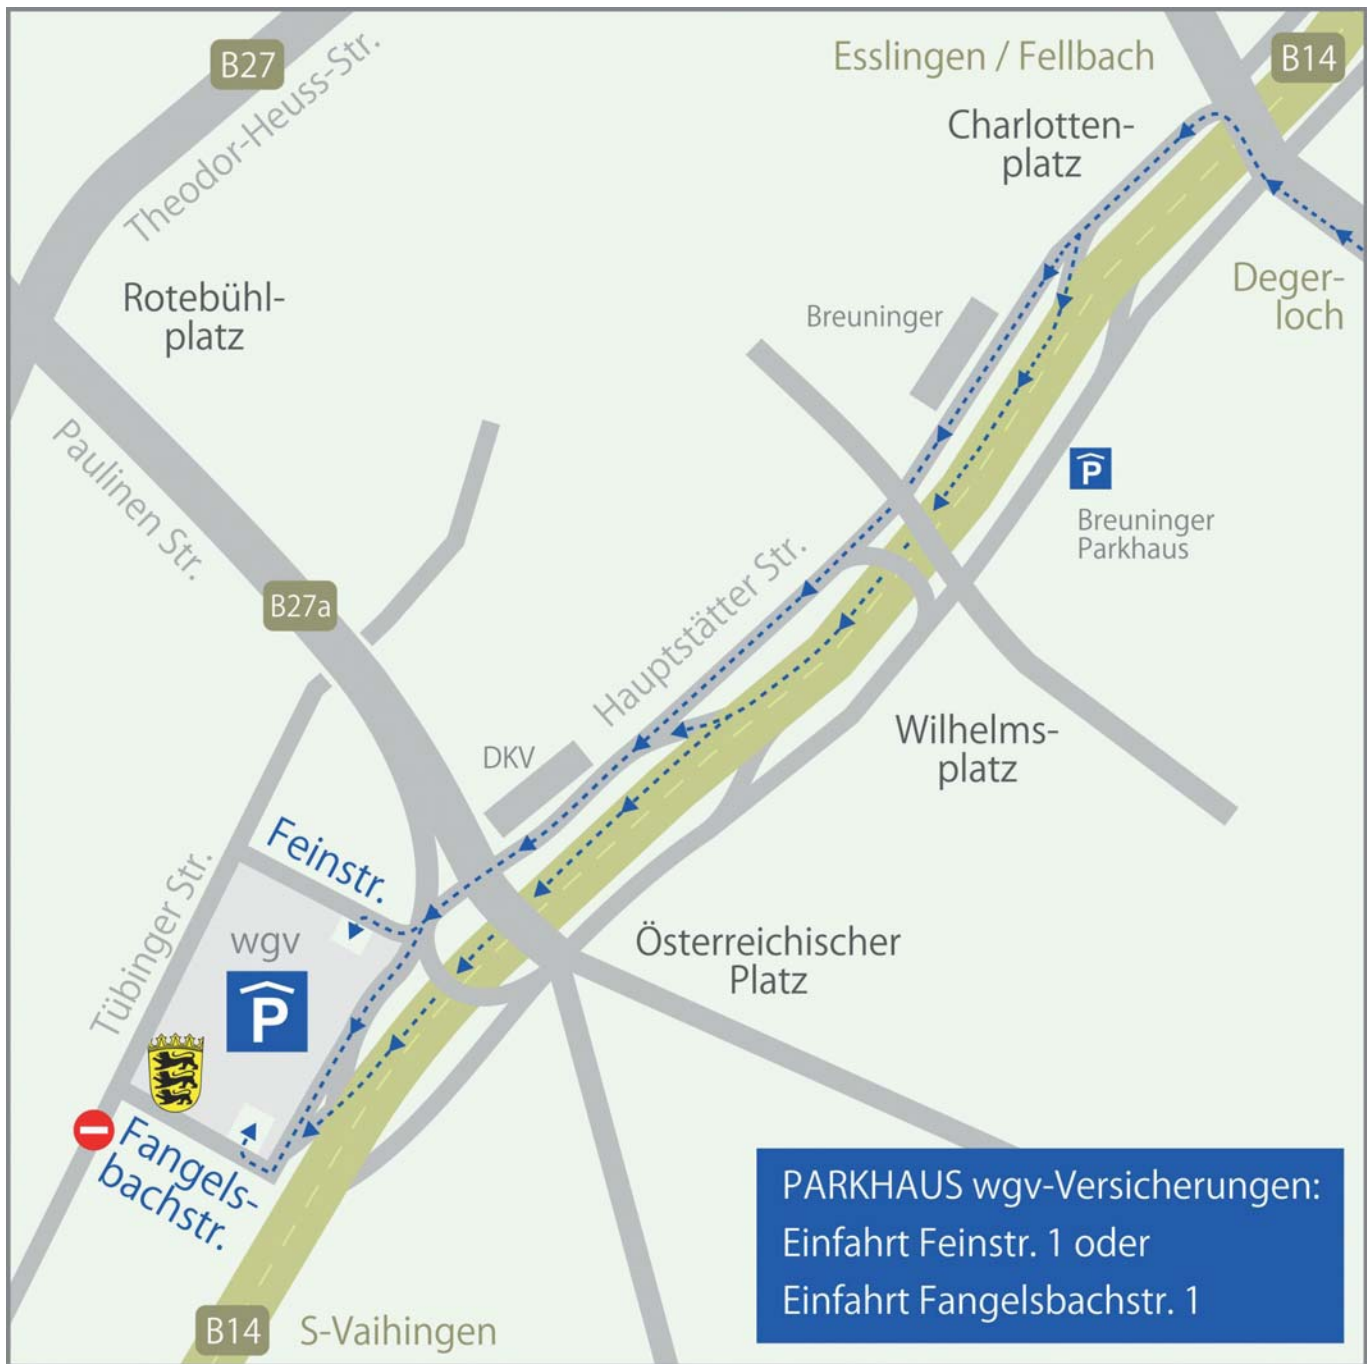 B27
Theodor-Heuss-Str.
Esslingen / Fellbach
B14
Charlotten-
platz
Deger-
loch
Rotebühl-
platz
Breuninger
Paulinen Str.
P
Breuninger
Parkhaus
B27a
Hauptstätter Str.
Wilhelms-
platz
DKV
Feinstr.
Tübinger Str.
wgv
P
Österreichischer
Platz
Fangels-
bachstr.
PARKHAUS wgv-Versicherungen:
Einfahrt Feinstr. 1 oder
Einfahrt Fangelsbachstr. 1
B14
S-Vaihingen